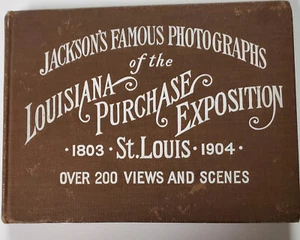 JACKSON'S FAMOUS PHOTOGRAPHS
of the
LOUISIANA PURCHASE EXPOSITION
· 1803 · ST. LOUIS · 1904 ·
OVER 200 VIEWS AND SCENES